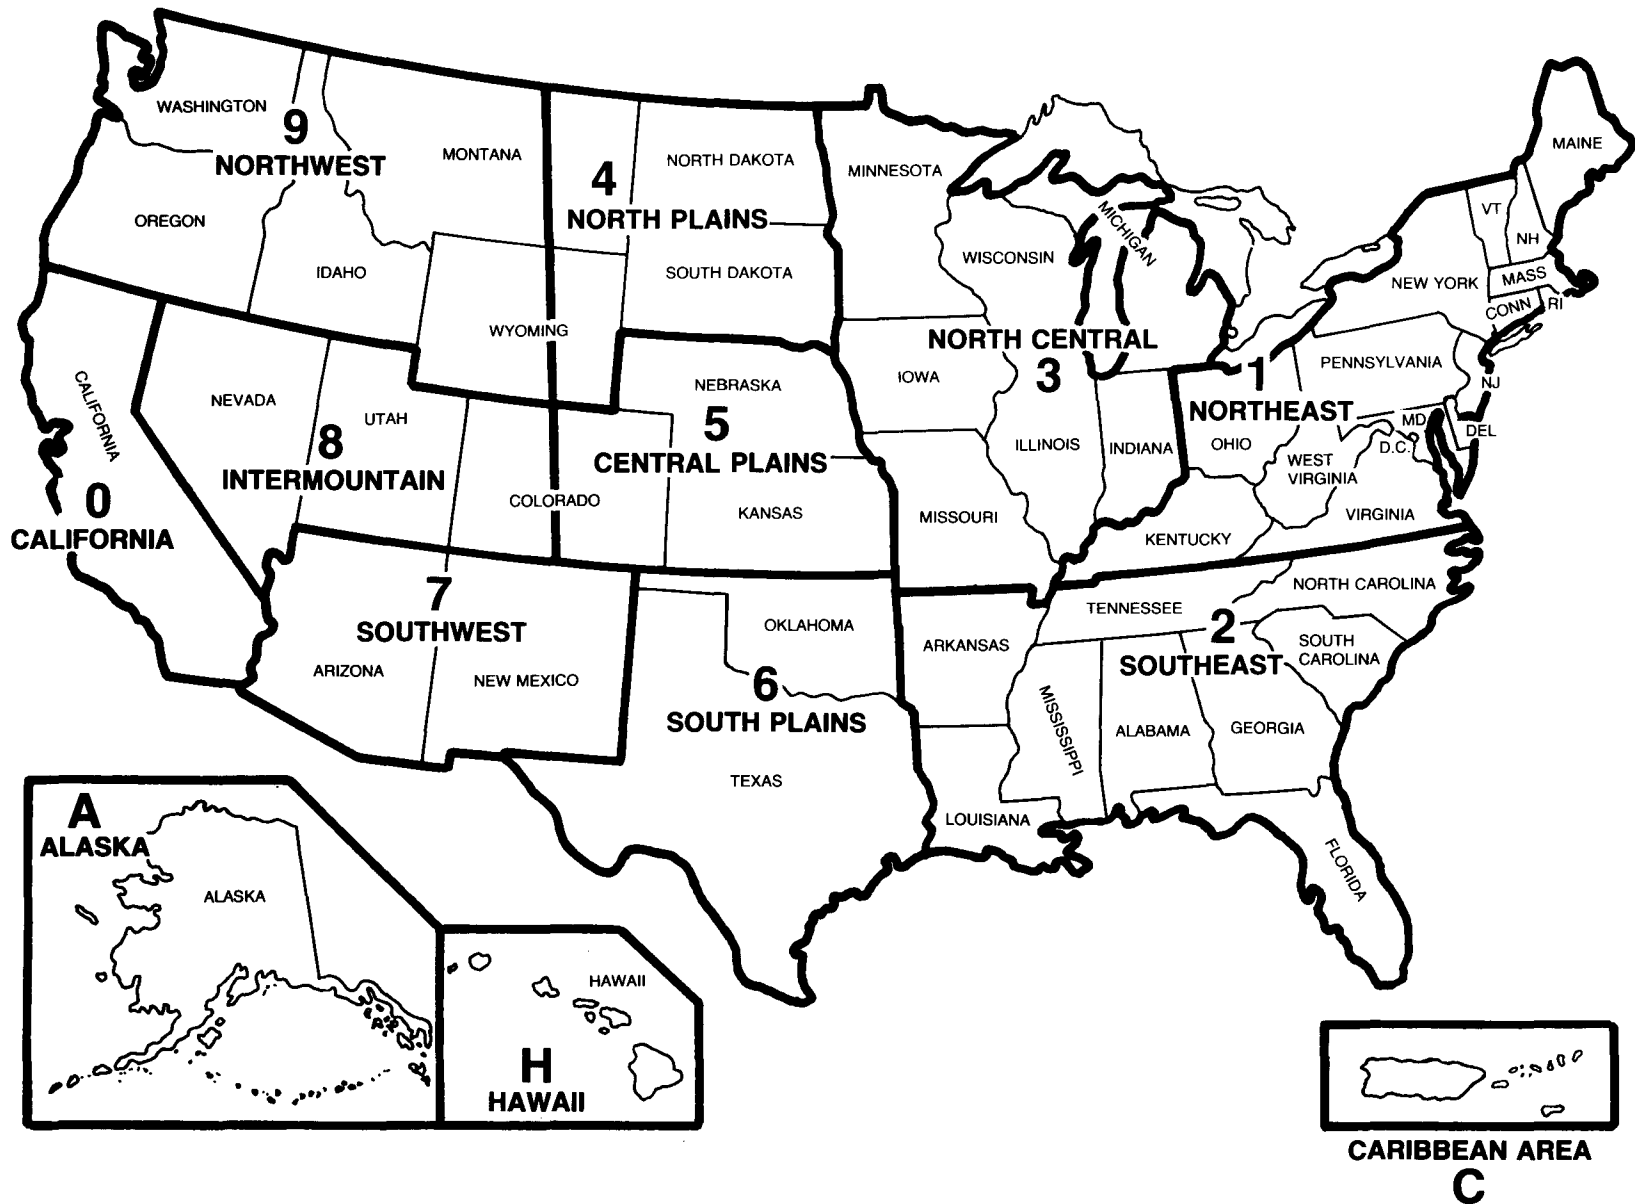 WASHINGTON
9
NORTHWEST
MONTANA
OREGON
IDAHO
WYOMING
4
NORTH PLAINS
NORTH DAKOTA
SOUTH DAKOTA
MINNESOTA
WISCONSIN
MICHIGAN
NORTH CENTRAL
3
IOWA
ILLINOIS
INDIANA
MISSOURI
MAINE
VT
NH
MASS
NEW YORK
CONN
RI
PENNSYLVANIA
NJ
1
NORTHEAST
OHIO
MD
DEL
D.C.
WEST
VIRGINIA
VIRGINIA
KENTUCKY
CALIFORNIA
0
CALIFORNIA
NEVADA
UTAH
8
INTERMOUNTAIN
COLORADO
NEBRASKA
5
CENTRAL PLAINS
KANSAS
7
SOUTHWEST
ARIZONA
NEW MEXICO
OKLAHOMA
6
SOUTH PLAINS
TEXAS
NORTH CAROLINA
TENNESSEE
2
SOUTHEAST
SOUTH
CAROLINA
ARKANSAS
MISSISSIPPI
ALABAMA
GEORGIA
LOUISIANA
FLORIDA
A
ALASKA
ALASKA
HAWAII
H
HAWAII
CARIBBEAN AREA
C